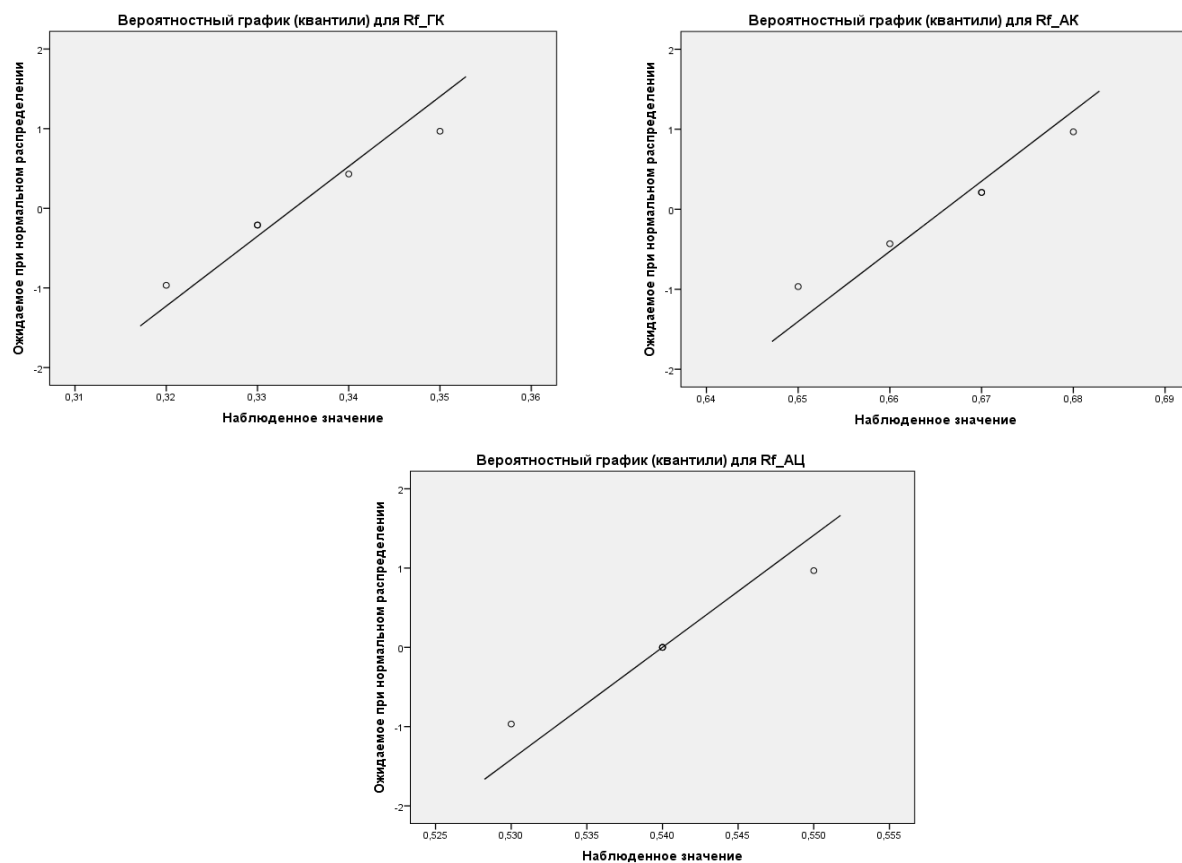 Вероятностный график (квантили) для Rf_ГК
Ожидаемое при нормальном распределении
2
1
0
-1
-2
0,31 0,32 0,33 0,34 0,35 0,36
Наблюденное значение
Вероятностный график (квантили) для Rf_АК
Ожидаемое при нормальном распределении
2
1
0
-1
-2
0,64 0,65 0,66 0,67 0,68 0,69
Наблюденное значение
Вероятностный график (квантили) для Rf_АЦ
Ожидаемое при нормальном распределении
2
1
0
-1
-2
0,525 0,530 0,535 0,540 0,545 0,550 0,555
Наблюденное значение